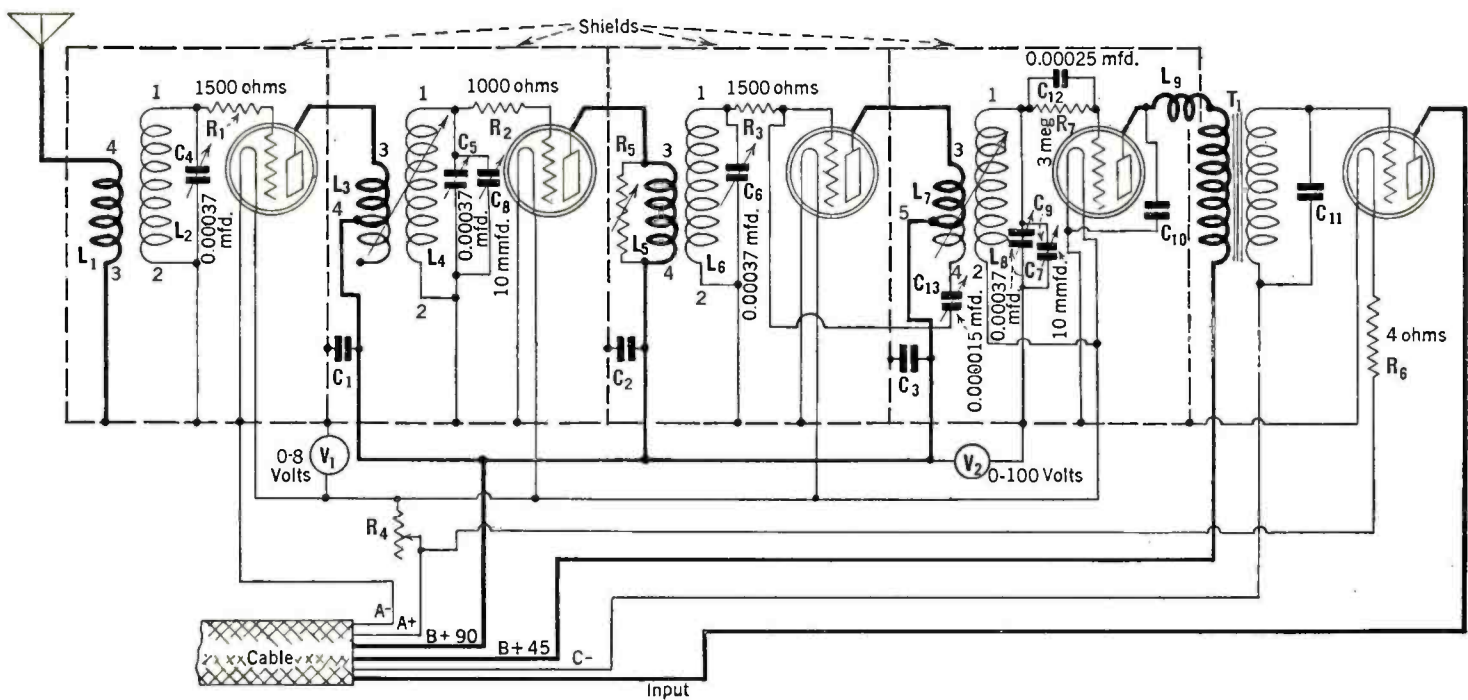 Shields
0.00025 mfd.
L9
1500 ohms
1000 ohms
1500 ohms
C12
T1
4
1
3
1
3
1
3
1
R1
R2
R3
R7
C4
C5
R5
3 meg
L3
C6
L7
4
5
C9
C11
L2
0.00037
mfd.
C8
0.00037
mfd.
10 mmfd.
0.00037 mfd.
C10
L1
L4
L5
L6
L8
C7
3
2
2
4
2
4
2
C13
0.00037
mfd
10 mmfd.
0.000015 mfd.
4 ohms
R6
C1
C2
C3
0-8
Volts
V1
V2
0-100 Volts
R4
A-
A+
B+ 90
B+ 45
C-
Cable
Input